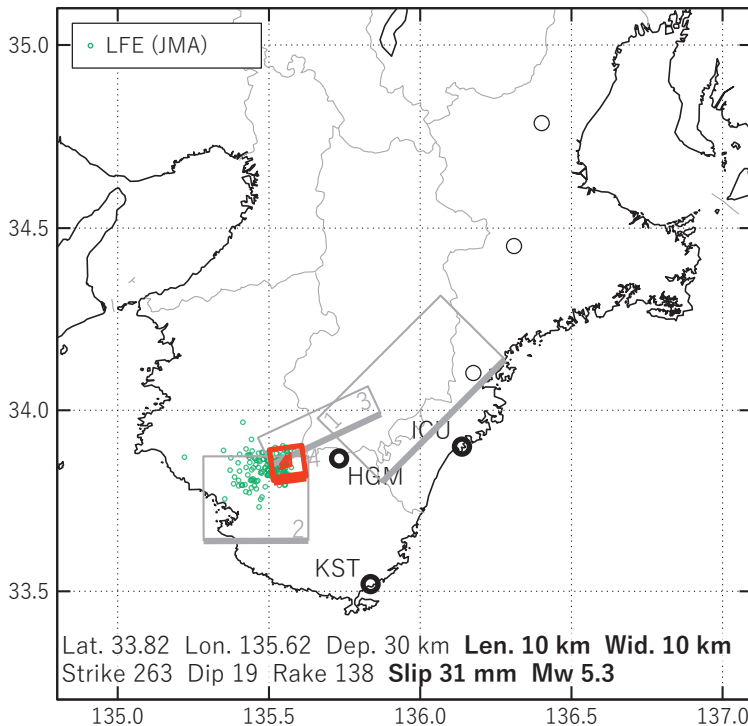 35.0
LFE (JMA)
34.5
34.0
3
1
ICU
4
HGM
2
KST
33.5
Lat. 33.82 Lon. 135.62 Dep. 30 km Len. 10 km Wid. 10 km
Strike 263 Dip 19 Rake 138 Slip 31 mm Mw 5.3
135.0 135.5 136.0 136.5 137.0